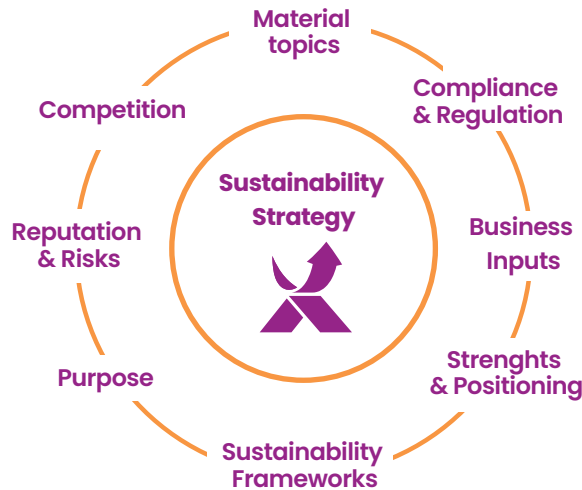 Material
topics
Compliance
& Regulation
Business
Inputs
Strenghts
& Positioning
Sustainability
Frameworks
Purpose
Reputation
& Risks
Competition
Sustainability
Strategy